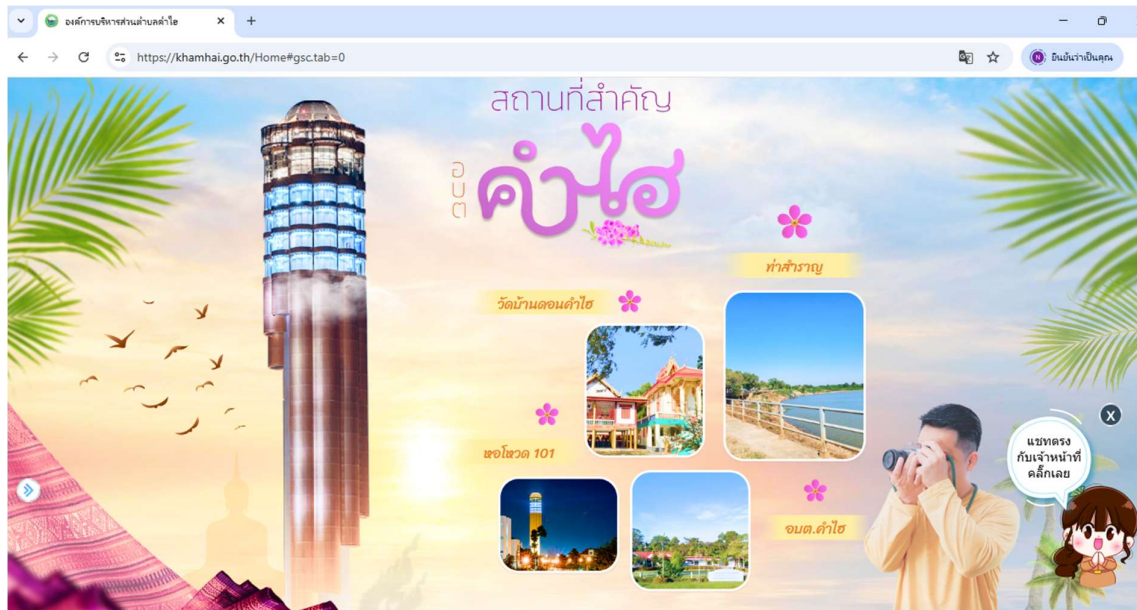 องค์การบริหารส่วนตำบลคำไฮ
https://khamhai.go.th/Home#gsc.tab=0
N
ยืนยันว่าเป็นคุณ
สถานที่สำคัญ
อบต
คำไฮ
ท่าสำราญ
วัดบ้านดอนคำไฮ
หอโหวด 101
อบต.คำไฮ
X
แชทตรง
กับเจ้าหน้าที่
คลิ๊กเลย